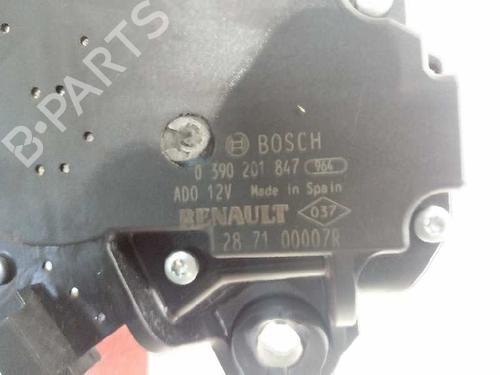 B-PARTS
BOSCH
0 390 201 847 964
ADO 12V Made in Spain
RENAULT 037
28 71 00007R